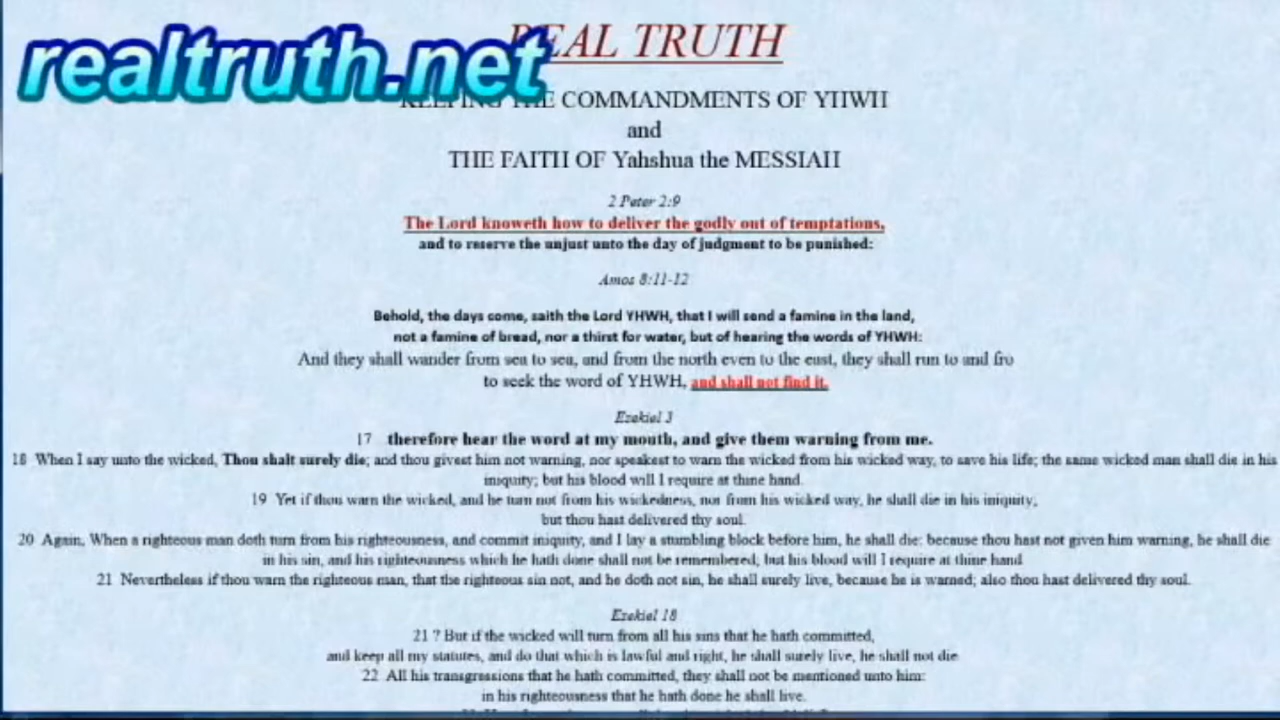 realtruth.net
REAL TRUTH
KEEPING THE COMMANDMENTS OF YHWH
and
THE FAITH OF Yahshua the MESSIAH
2 Peter 2:9
The Lord knoweth how to deliver the godly out of temptations,
and to reserve the unjust unto the day of judgment to be punished:
Amos 8:11-12
Behold, the days come, saith the Lord YHWH, that I will send a famine in the land,
not a famine of bread, nor a thirst for water, but of hearing the words of YHWH:
And they shall wander from sea to sea, and from the north even to the east, they shall run to and fro
to seek the word of YHWH, and shall not find it.
Ezekiel 3
17 therefore hear the word at my mouth, and give them warning from me.
18 When I say unto the wicked, Thou shalt surely die; and thou givest him not warning, nor speakest to warn the wicked from his wicked way, to save his life; the same wicked man shall die in his
iniquity; but his blood will I require at thine hand.
19 Yet if thou warn the wicked, and he turn not from his wickedness, nor from his wicked way, he shall die in his iniquity;
but thou hast delivered thy soul.
20 Again, When a righteous man doth turn from his righteousness, and commit iniquity, and I lay a stumbling block before him, he shall die: because thou hast not given him warning, he shall die
in his sin, and his righteousness which he hath done shall not be remembered; but his blood will I require at thine hand
21 Nevertheless if thou warn the righteous man, that the righteous sin not, and he doth not sin, he shall surely live, because he is warned; also thou hast delivered thy soul.
Ezekiel 18
21 ? But if the wicked will turn from all his sins that he hath committed,
and keep all my statutes, and do that which is lawful and right, he shall surely live, he shall not die
22 All his transgressions that he hath committed, they shall not be mentioned unto him:
in his righteousness that he hath done he shall live.